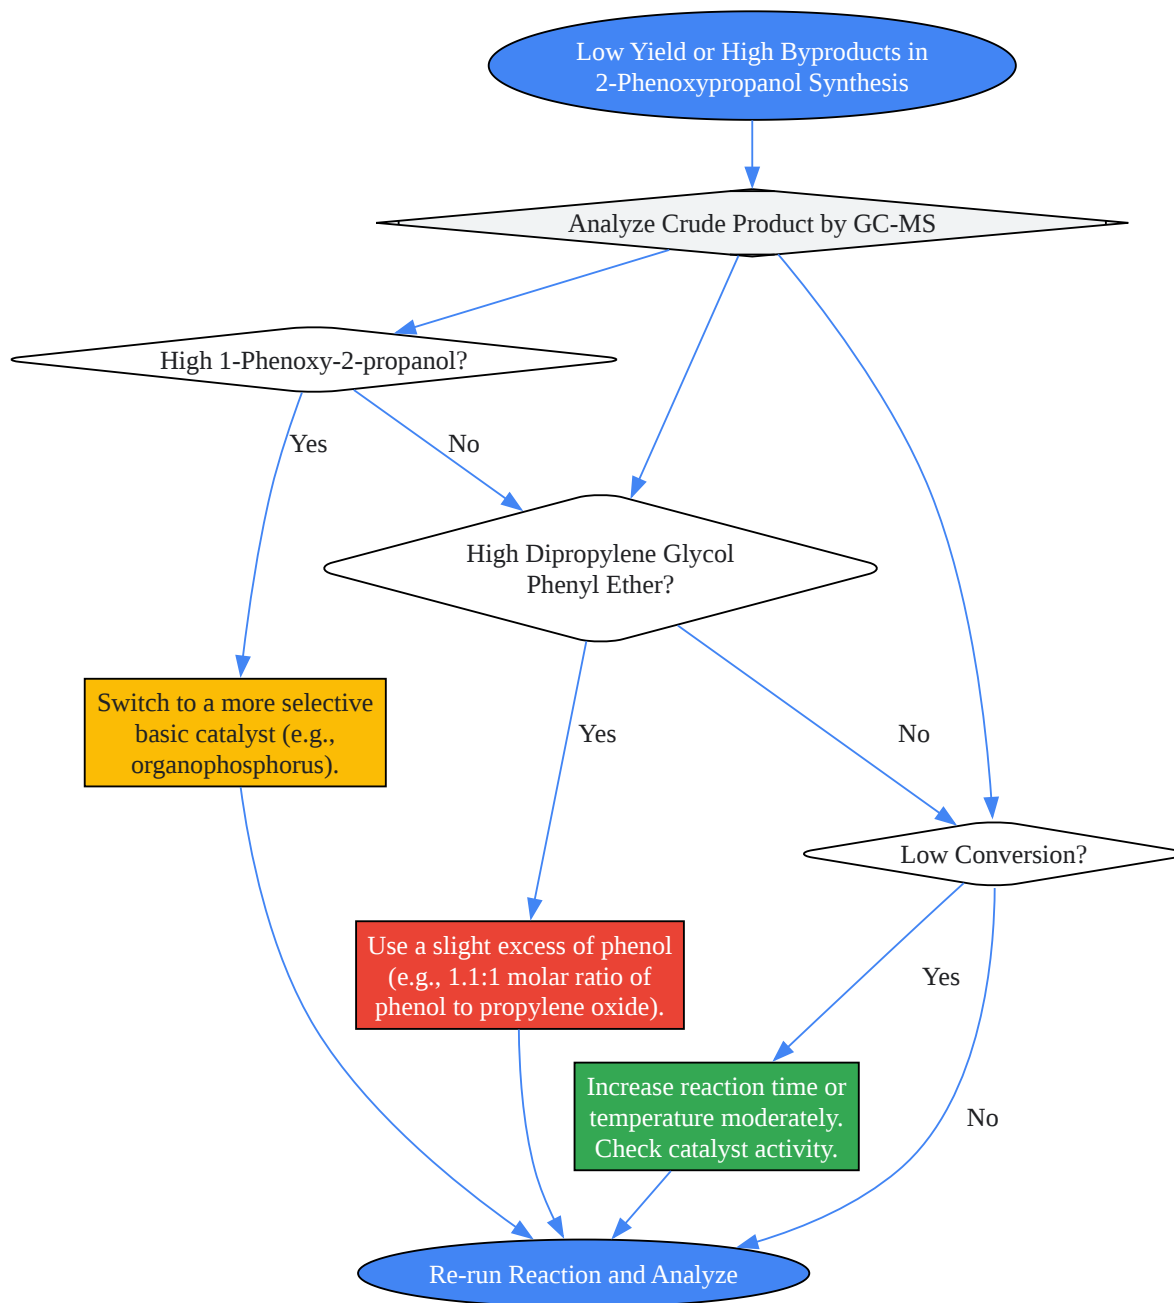 Low Yield or High Byproducts in
2-Phenoxypropanol Synthesis
Analyze Crude Product by GC-MS
High 1-Phenoxy-2-propanol?
Yes
No
High Dipropylene Glycol
Phenyl Ether?
Switch to a more selective
basic catalyst (e.g.,
organophosphorus).
Yes
No
Low Conversion?
Use a slight excess of phenol
(e.g., 1.1:1 molar ratio of
phenol to propylene oxide).
Yes
Increase reaction time or
temperature moderately.
Check catalyst activity.
No
Re-run Reaction and Analyze